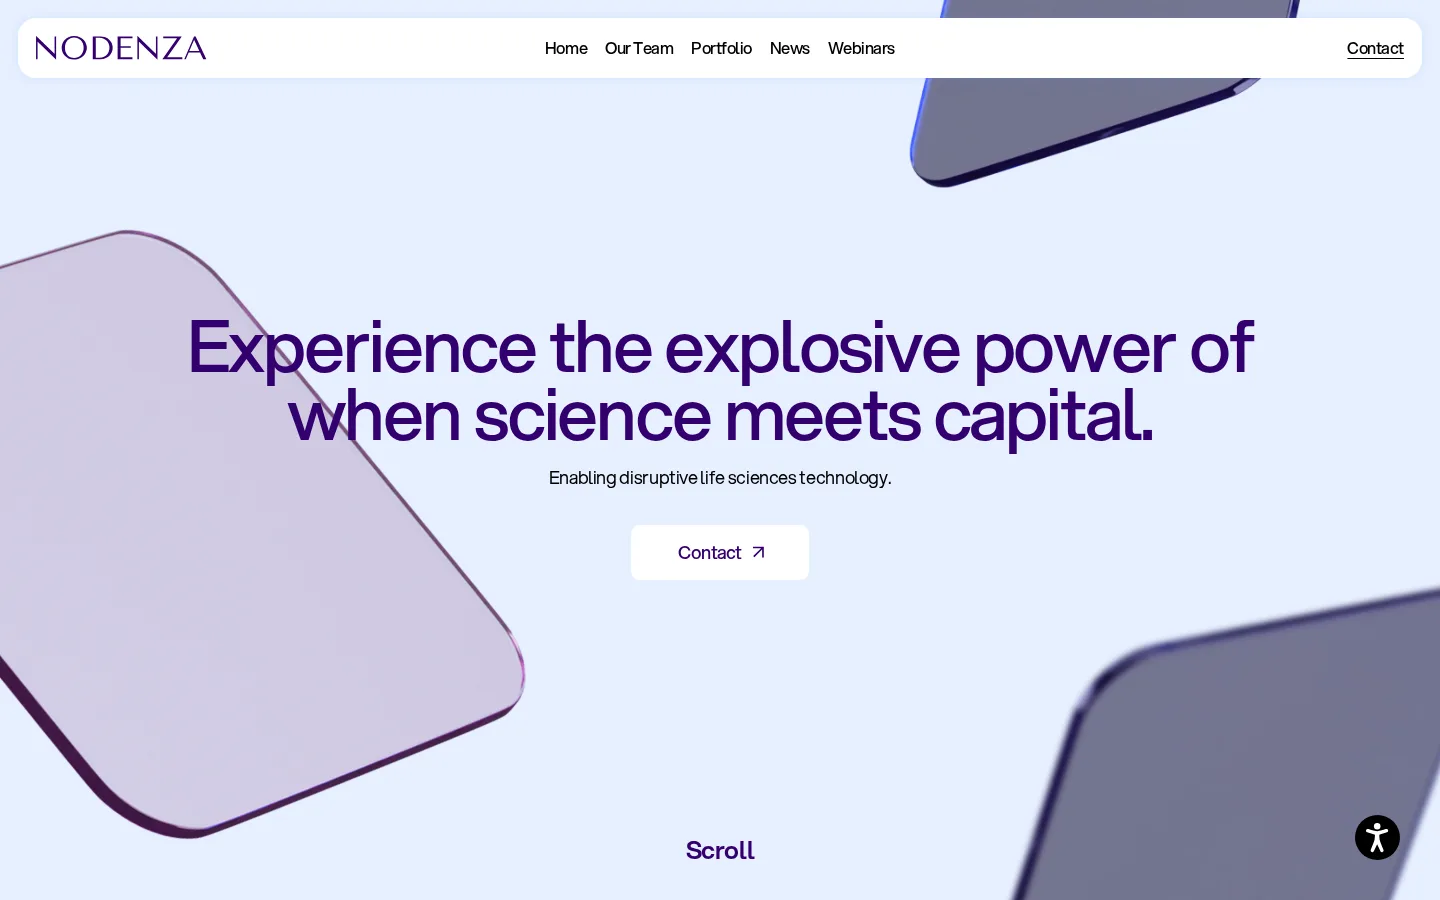 NODENZA
Home Our Team Portfolio News Webinars
Contact
Experience the explosive power of
when science meets capital.
Enabling disruptive life sciences technology.
Contact
Scroll